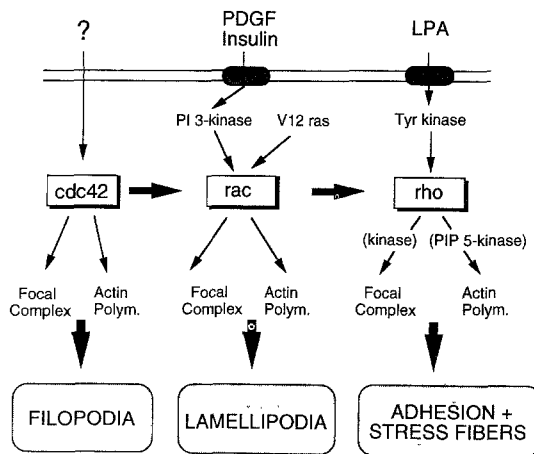 ?
PDGF
Insulin
LPA
PI 3-kinase
V12 ras
Tyr kinase
cdc42
rac
rho
(kinase)
(PIP 5-kinase)
Focal
Complex
Actin
Polym.
Focal
Complex
Actin
Polym.
Focal
Complex
Actin
Polym.
FILOPODIA
LAMELLIPODIA
ADHESION +
STRESS FIBERS